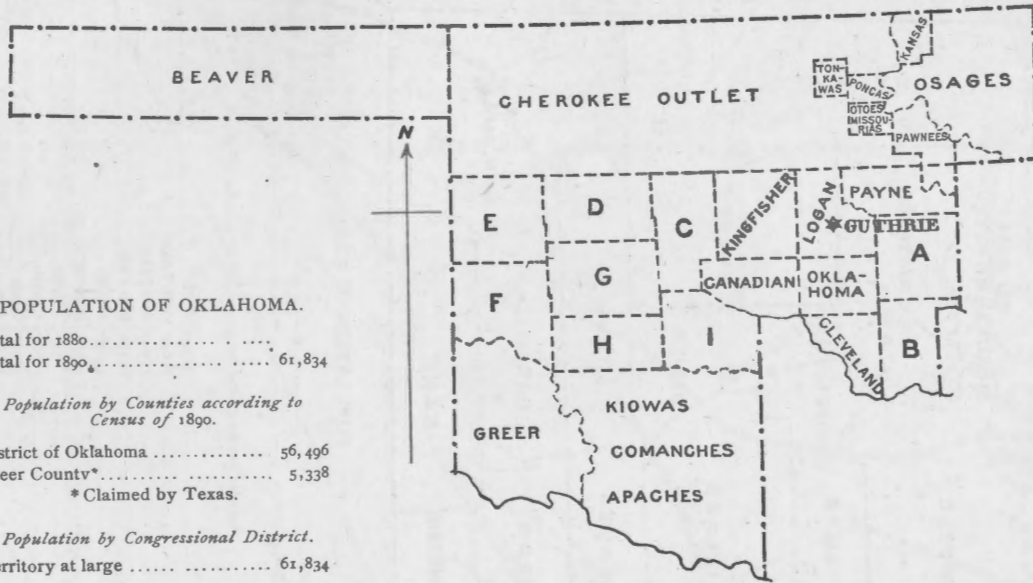 BEAVER
CHEROKEE OUTLET
KANSAS
TON-
KA-
WAS
PONCAS
OSAGES
OTOES
MISSOU-
RIAS
PAWNEES
N
E
D
C
KINGFISHER
LOGAN
PAYNE
GUTHRIE
A
F
G
CANADIAN
OKLA-
HOMA
H
I
CLEVELAND
B
GREER
KIOWAS
COMANCHES
APACHES
POPULATION OF OKLAHOMA.
tal for 1880
tal for 1890 61,834
Population by Counties according to
Census of 1890.
strict of Oklahoma 56,496
eer County* 5,338
* Claimed by Texas.
Population by Congressional District.
erritory at large 61,834